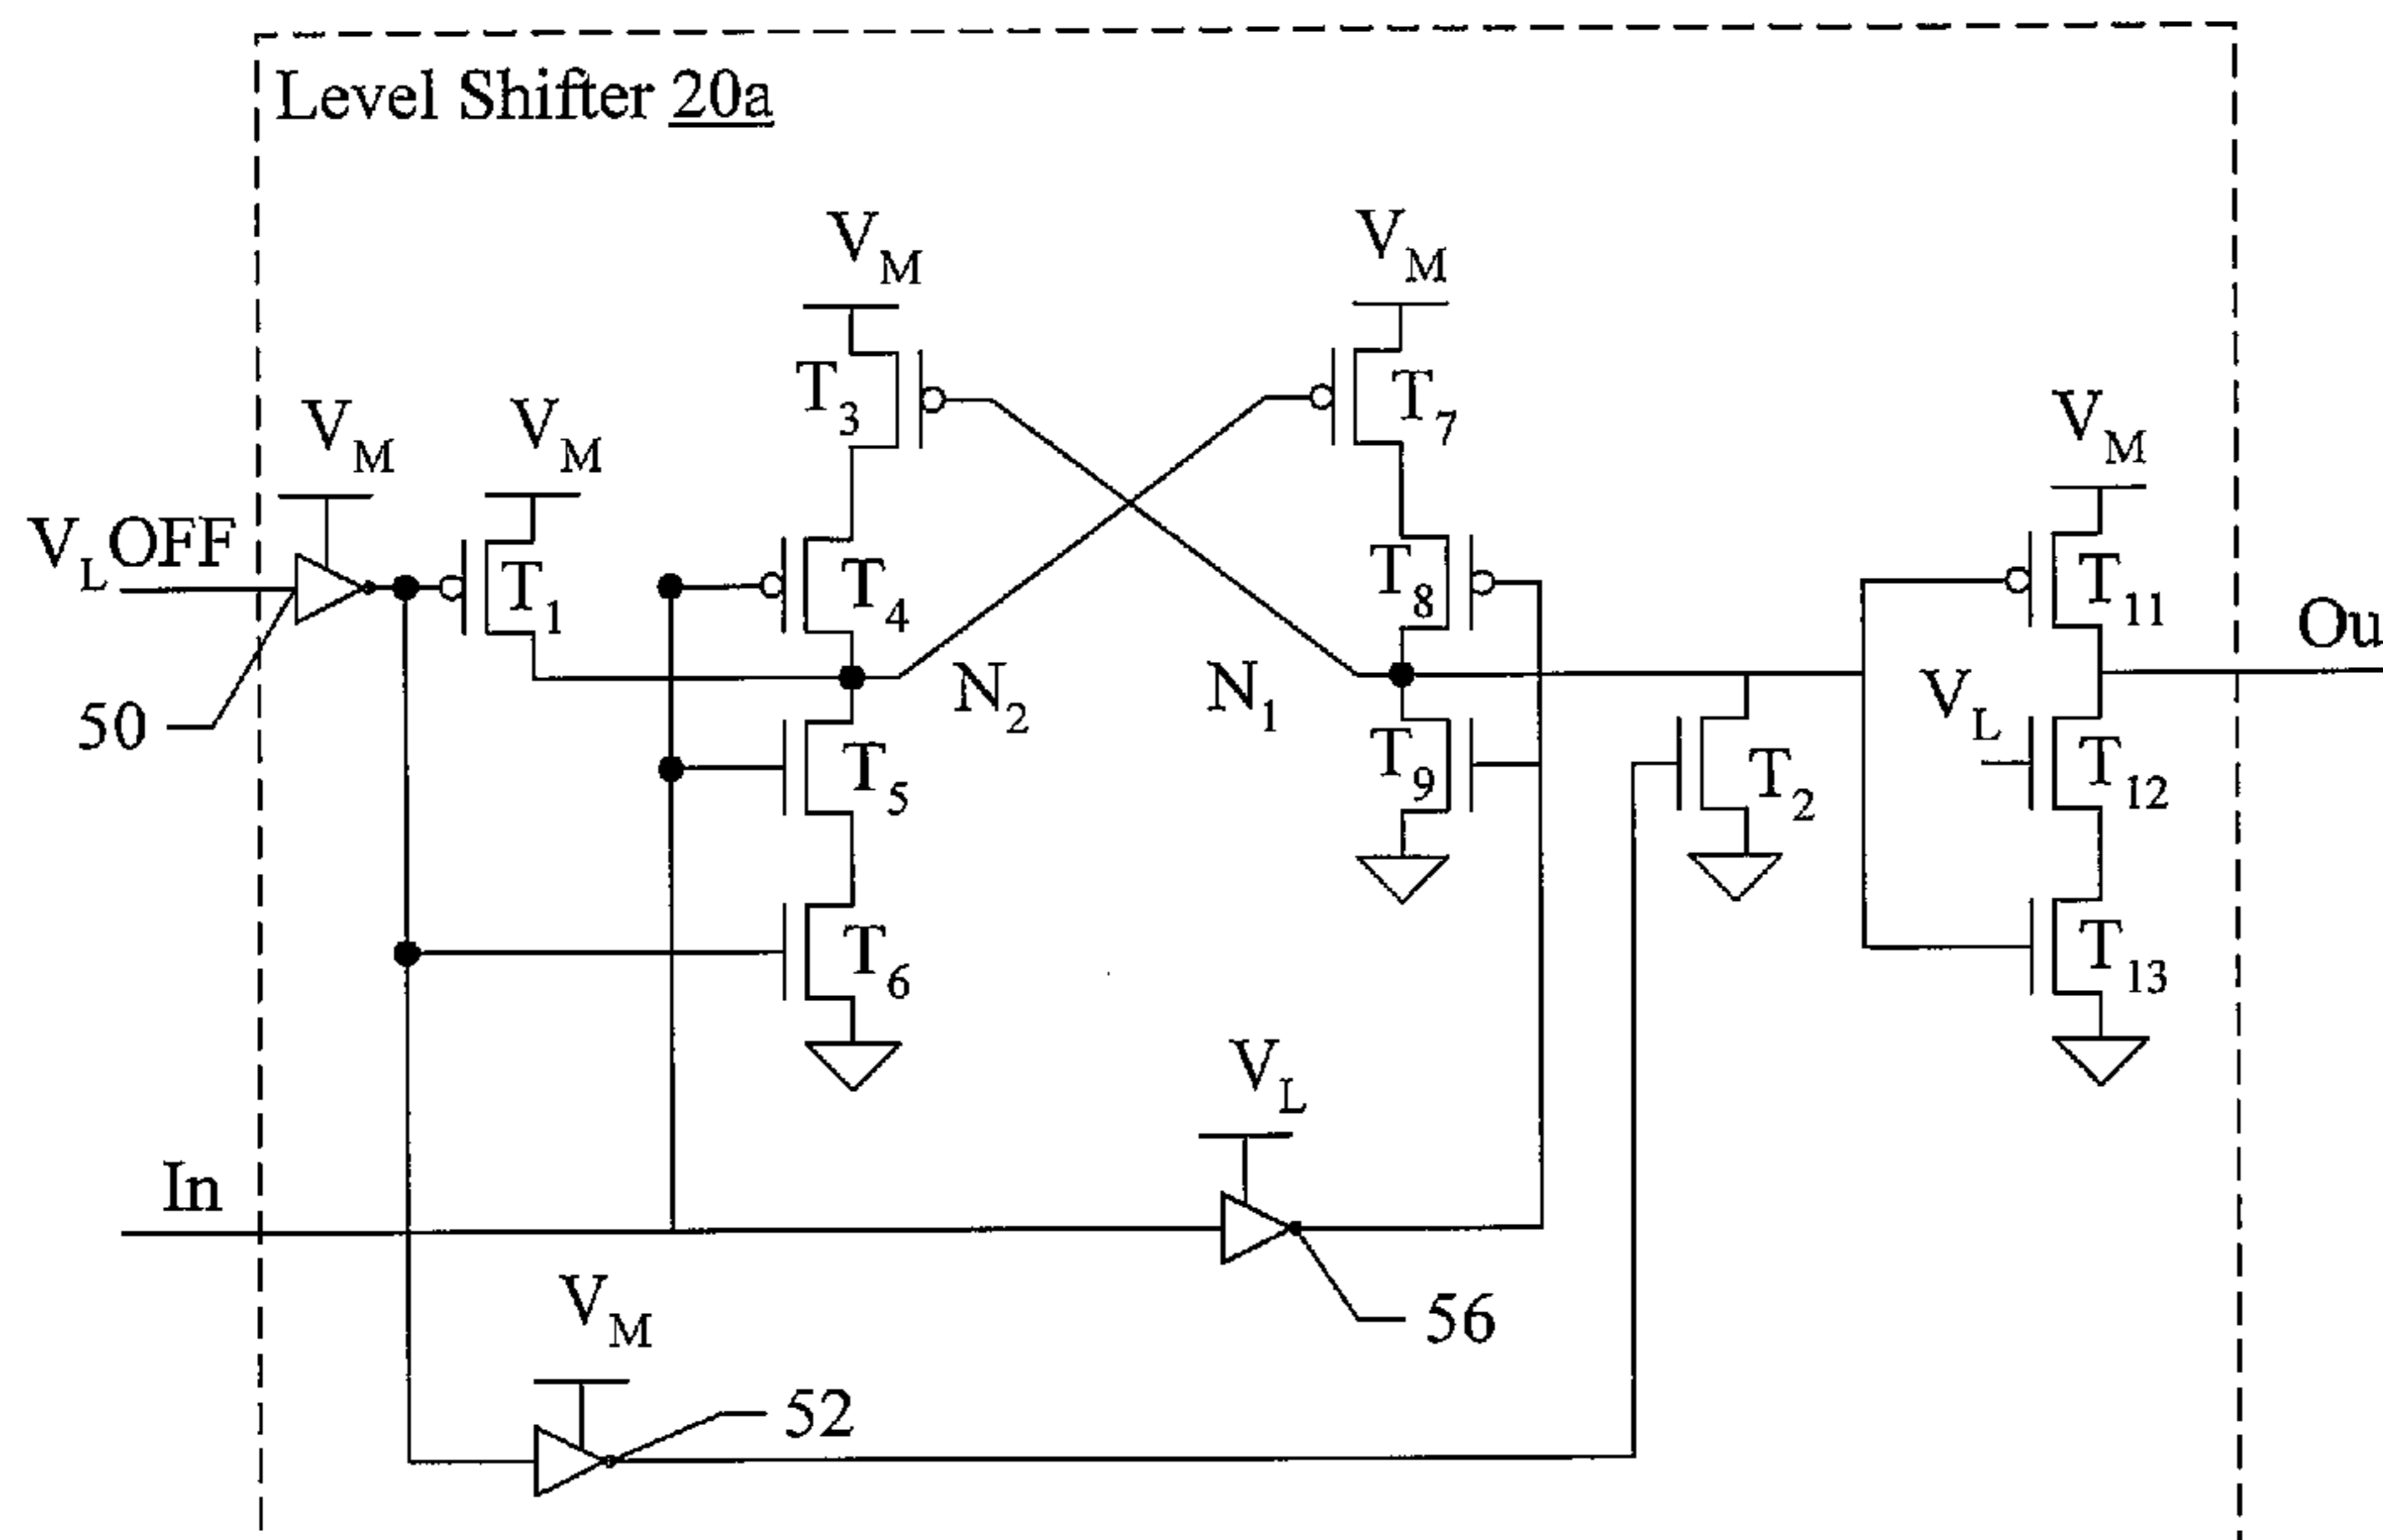 Level Shifter 20a
VM
VM
VM
VM
VM
VLOFF
T3
T7
T1
T4
T8
T11
Ou
50
N2
N1
VL
T5
T9
T2
T12
T6
T13
VL
In
VM
56
52